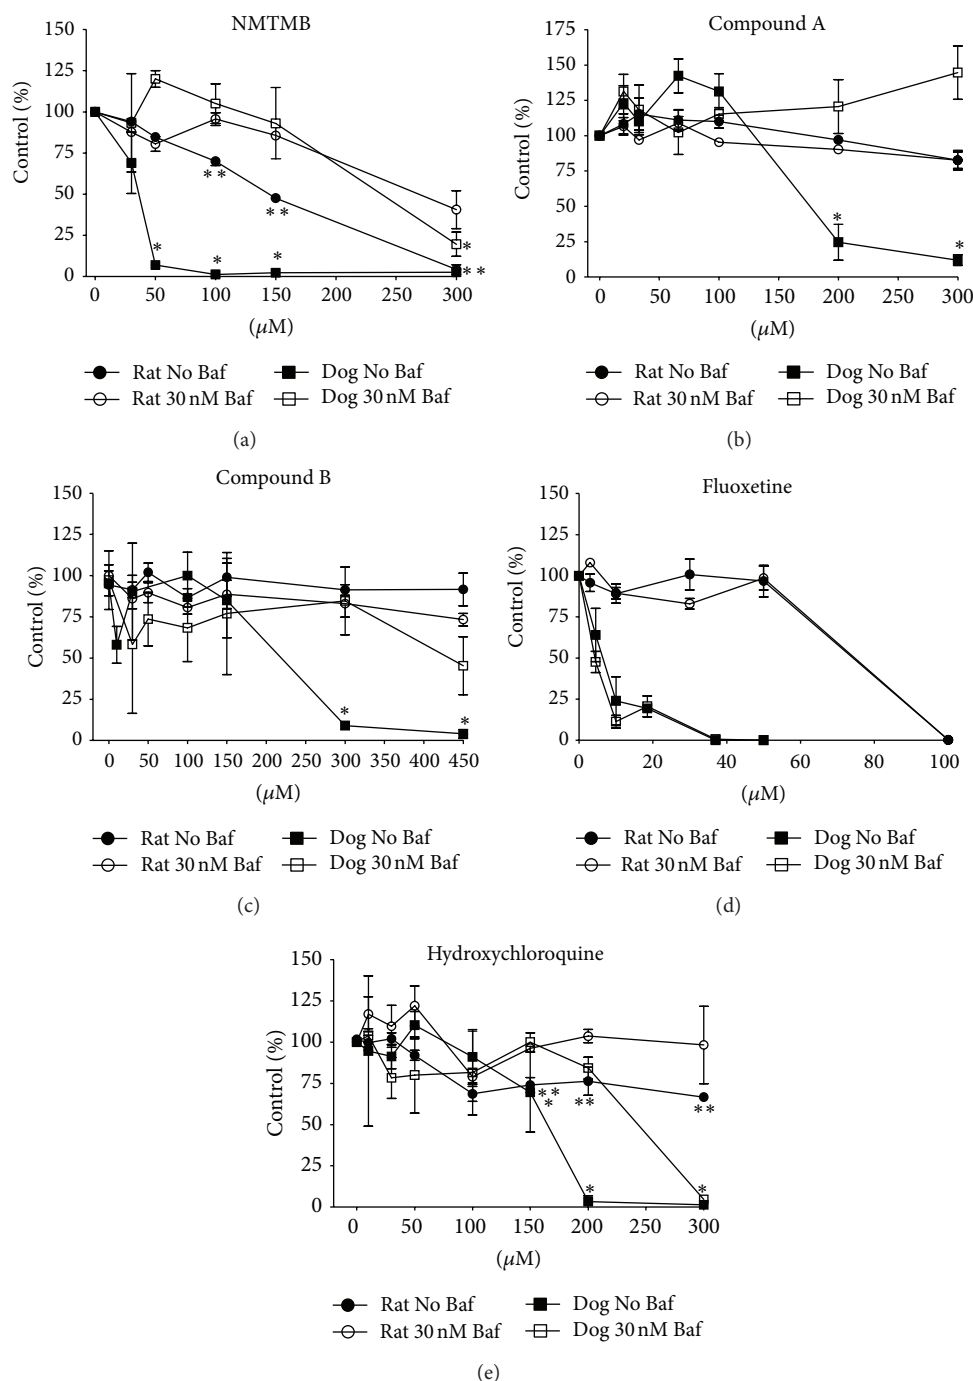 NMTMB
Control (%)
150
125
100
75
50
25
0
0 50 100 150 200 250 300
(μM)
* * * * * * * * * *
Rat No Baf
Dog No Baf
Rat 30 nM Baf
Dog 30 nM Baf
(a)
Compound A
Control (%)
175
150
125
100
75
50
25
0
0 50 100 150 200 250 300
(μM)
* *
Rat No Baf
Dog No Baf
Rat 30 nM Baf
Dog 30 nM Baf
(b)
Compound B
Control (%)
150
125
100
75
50
25
0
0 50 100 150 200 250 300 350 400 450
(μM)
* *
Rat No Baf
Dog No Baf
Rat 30 nM Baf
Dog 30 nM Baf
(c)
Fluoxetine
Control (%)
150
125
100
75
50
25
0
0 20 40 60 80 100
(μM)
Rat No Baf
Dog No Baf
Rat 30 nM Baf
Dog 30 nM Baf
(d)
Hydroxychloroquine
Control (%)
150
125
100
75
50
25
0
0 50 100 150 200 250 300
(μM)
** * ** ** * *
Rat No Baf
Dog No Baf
Rat 30 nM Baf
Dog 30 nM Baf
(e)